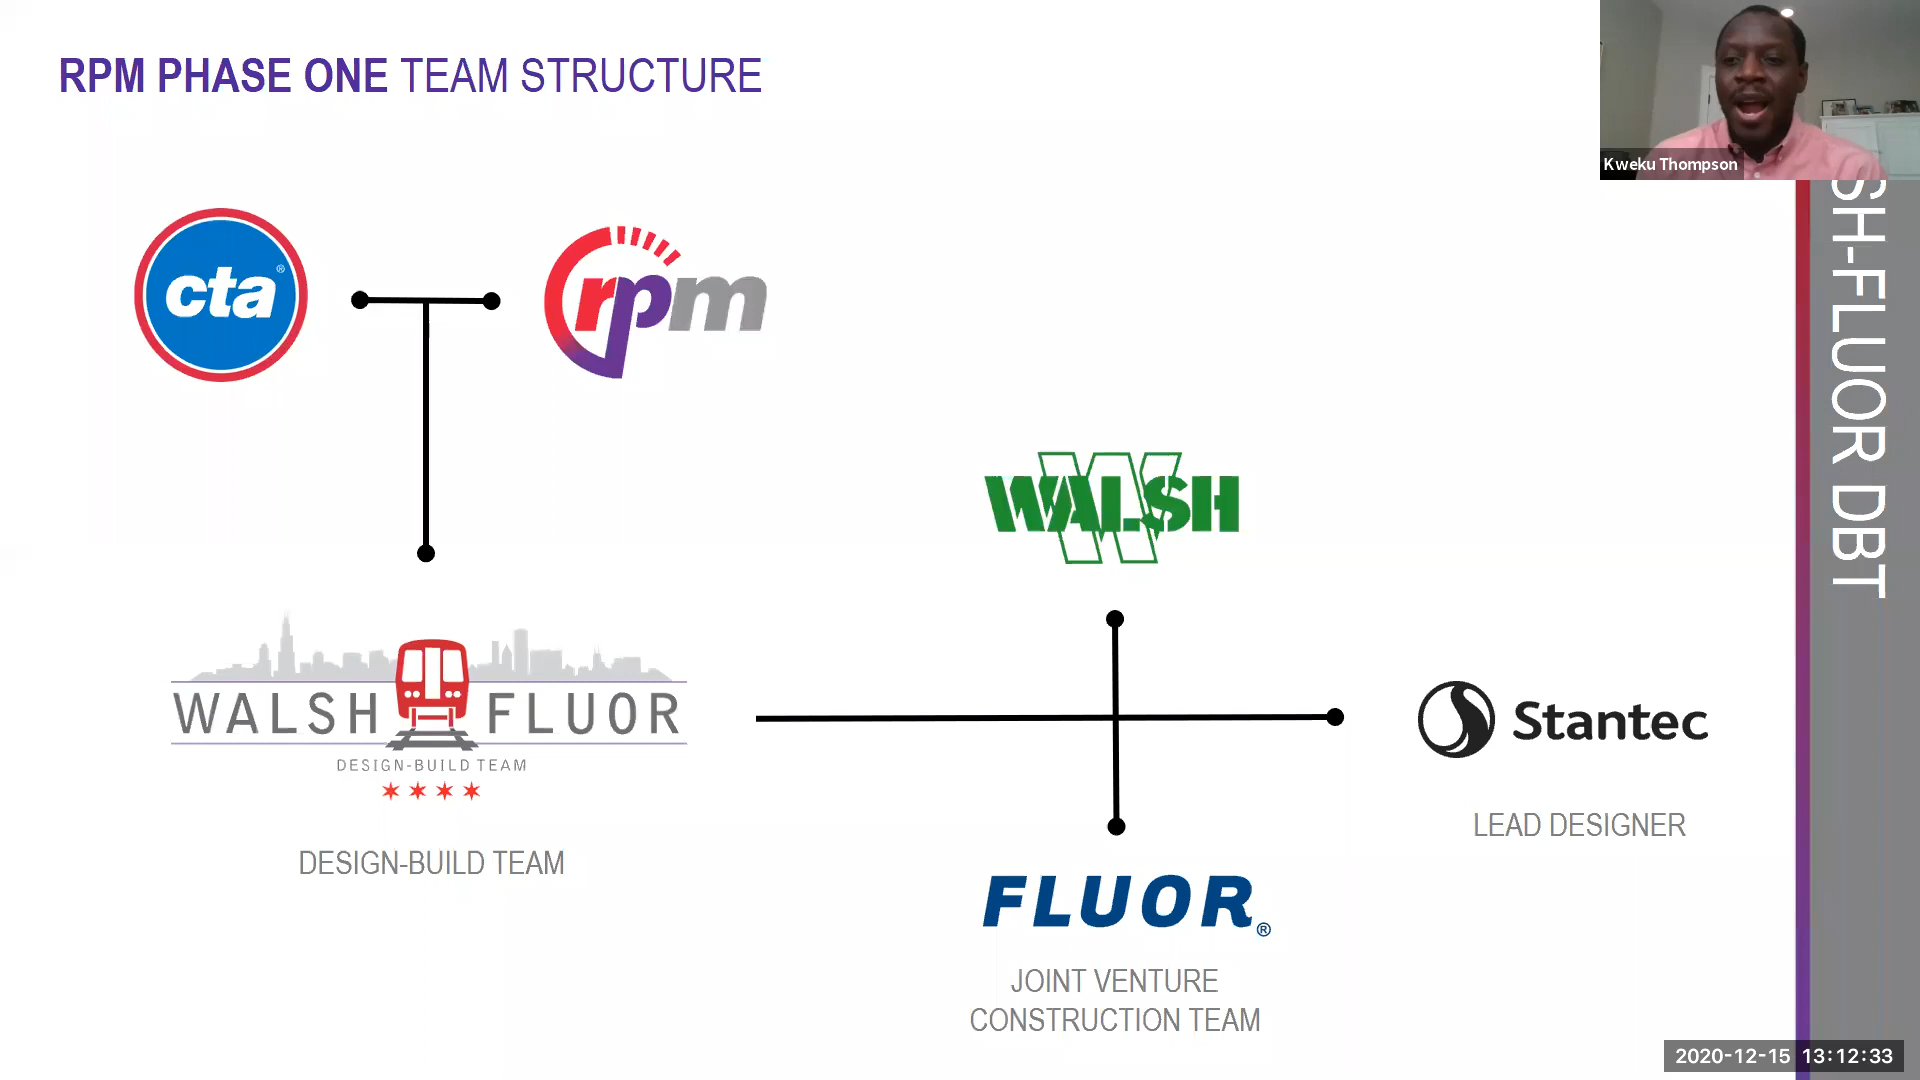 RPM PHASE ONE TEAM STRUCTURE
Kweku Thompson
cta®
rpm
WALSH
WALSH FLUOR
DESIGN-BUILD TEAM
DESIGN-BUILD TEAM
Stantec
LEAD DESIGNER
FLUOR®
JOINT VENTURE
CONSTRUCTION TEAM
SH-FLUOR DBT
2020-12-15 13:12:33